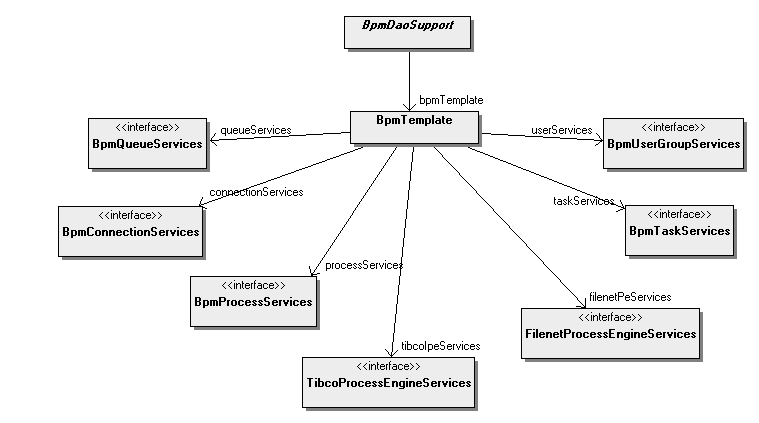 BpmDaoSupport
bpmTemplate
BpmTemplate
<<interface>>
BpmQueueServices
queueServices
userServices
<<interface>>
BpmUserGroupServices
connectionServices
<<interface>>
BpmConnectionServices
taskServices
<<interface>>
BpmTaskServices
processServices
<<interface>>
BpmProcessServices
filenetPeServices
<<interface>>
FilenetProcessEngineServices
tibcoIpeServices
<<interface>>
TibcoProcessEngineServices